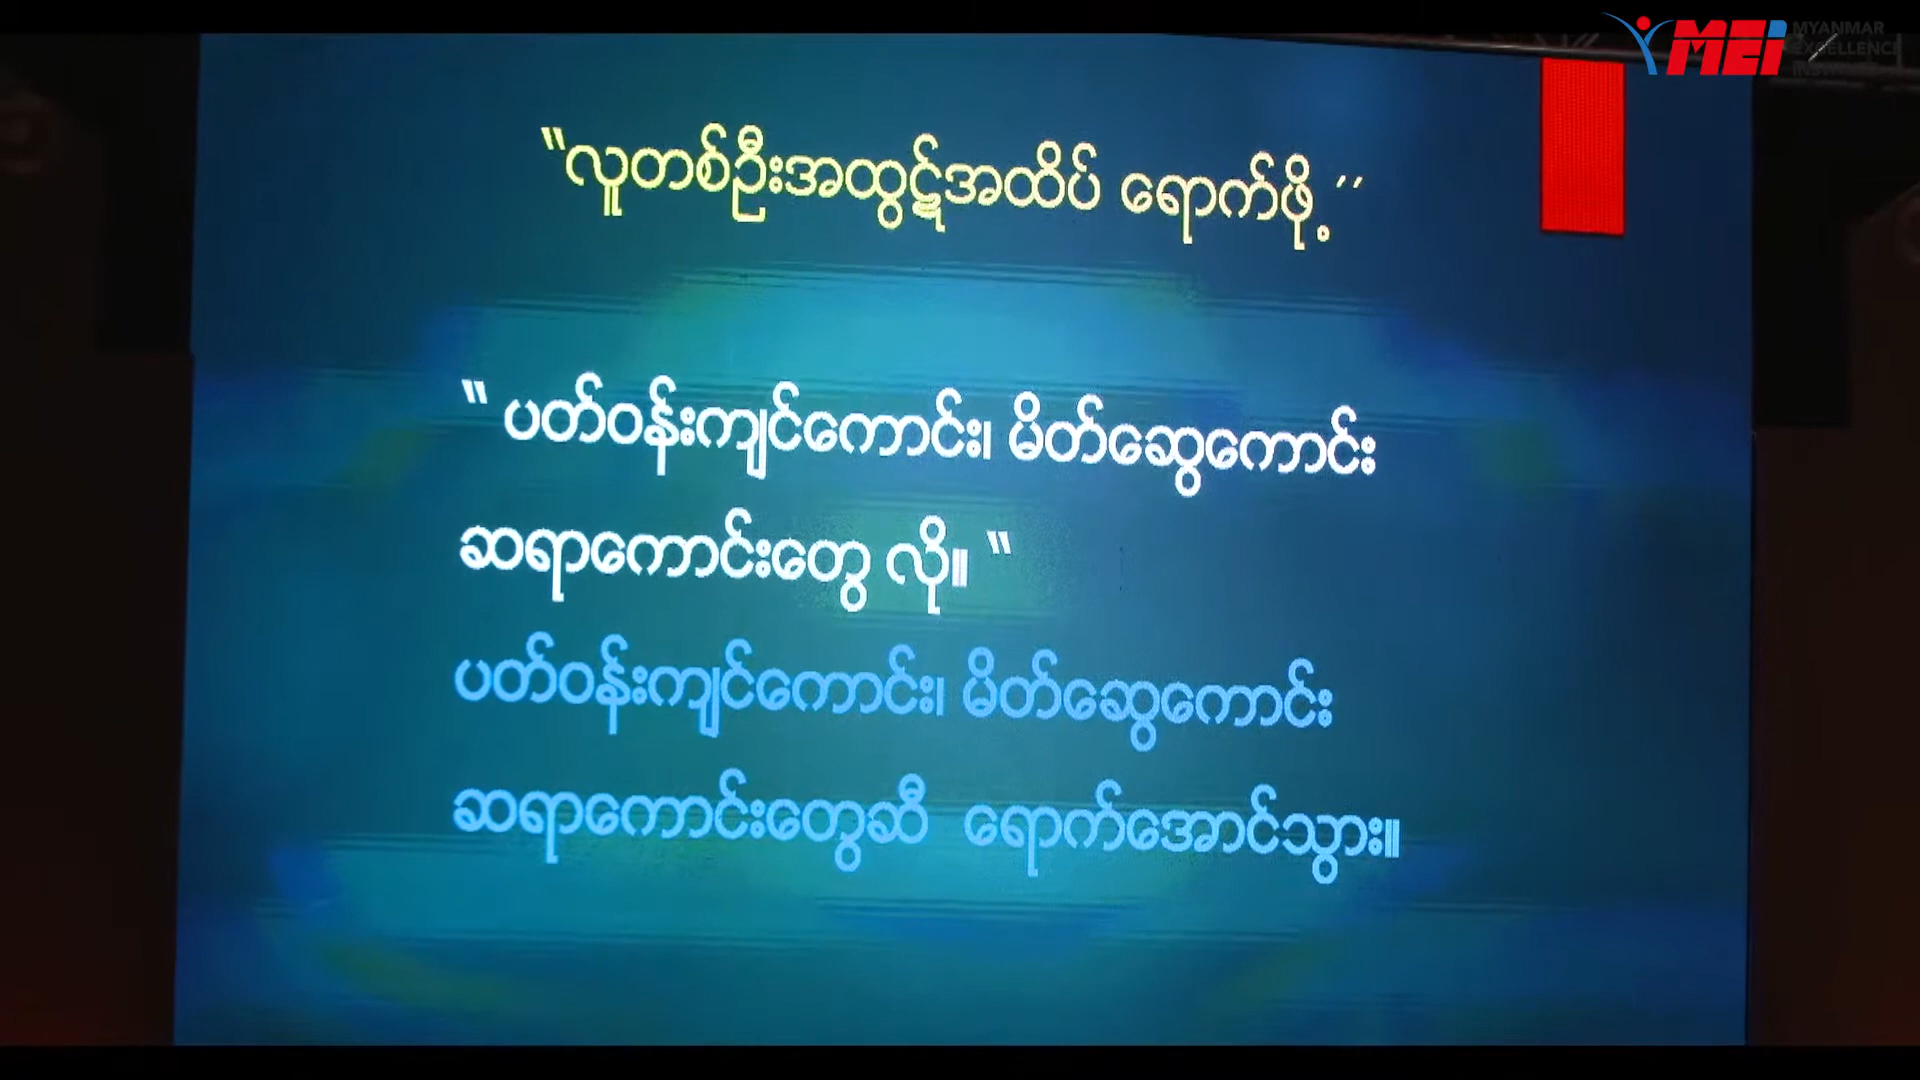 MEi MYANMAR
EXCELLENCE
INSTITUTE
“လူတစ်ဦးအထွဋ်အထိပ် ရောက်ဖို့’’
“ ပတ်ဝန်းကျင်ကောင်း၊ မိတ်ဆွေကောင်း
ဆရာကောင်းတွေ လို။ “
ပတ်ဝန်းကျင်ကောင်း၊ မိတ်ဆွေကောင်း
ဆရာကောင်းတွေဆီ ရောက်အောင်သွား။